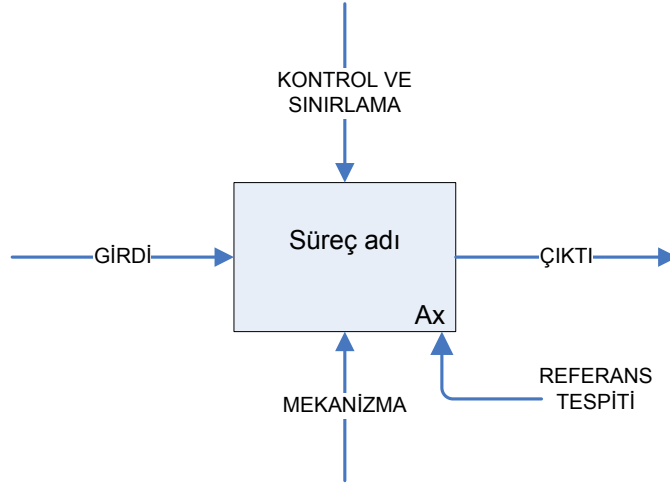 KONTROL VE
SINIRLAMA
Süreç adı
GİRDİ
ÇIKTI
Ax
MEKANİZMA
REFERANS
TESPİTİ